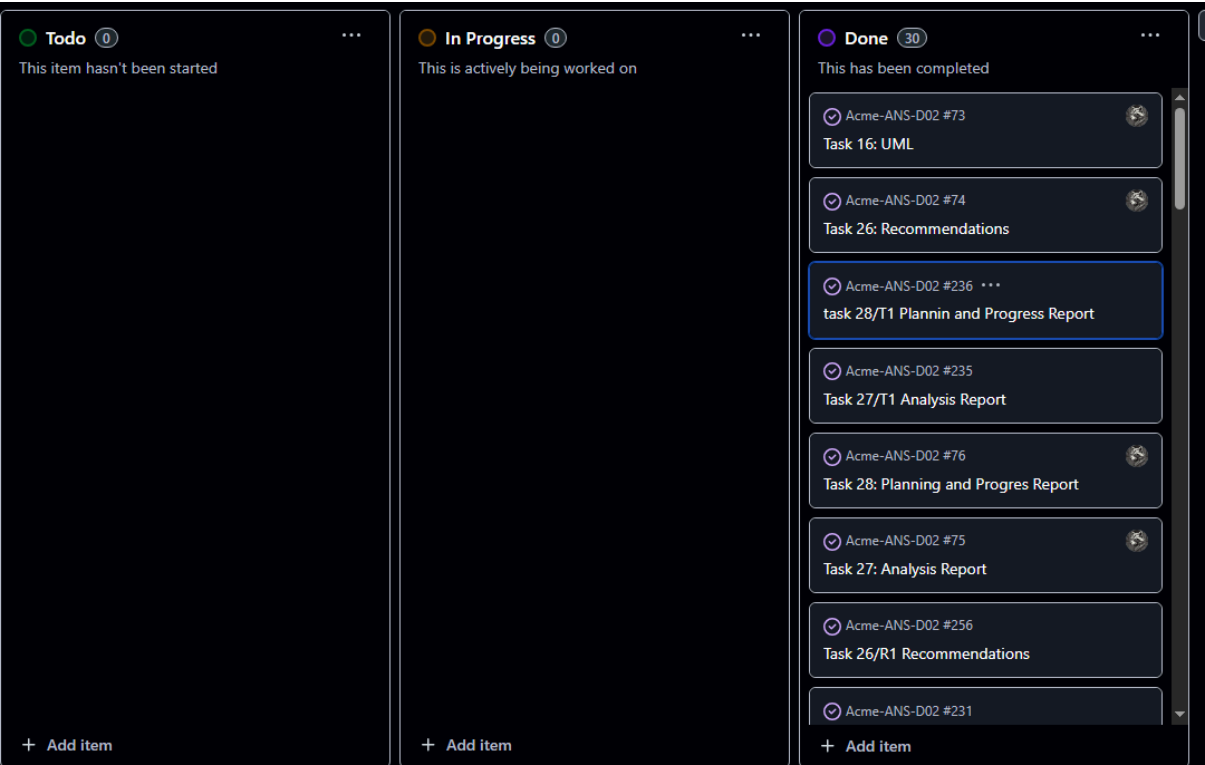 Todo 0
This item hasn't been started
+ Add item
In Progress 0
This is actively being worked on
+ Add item
Done 30
This has been completed
Acme-ANS-D02 #73
Task 16: UML
Acme-ANS-D02 #74
Task 26: Recommendations
Acme-ANS-D02 #236
task 28/T1 Plannin and Progress Report
Acme-ANS-D02 #235
Task 27/T1 Analysis Report
Acme-ANS-D02 #76
Task 28: Planning and Progres Report
Acme-ANS-D02 #75
Task 27: Analysis Report
Acme-ANS-D02 #256
Task 26/R1 Recommendations
Acme-ANS-D02 #231
+ Add item